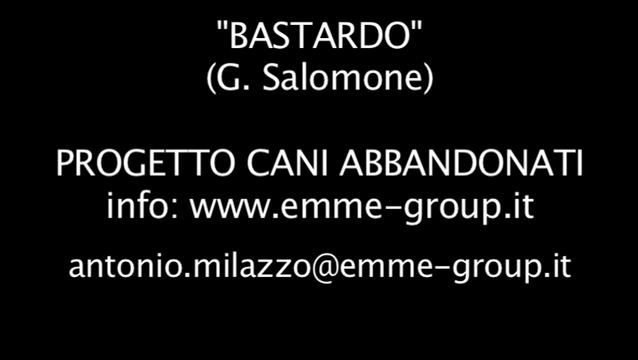 "BASTARDO"
(G. Salomone)
PROGETTO CANI ABBANDONATI
info: www.emme-group.it
antonio.milazzo@emme-group.it